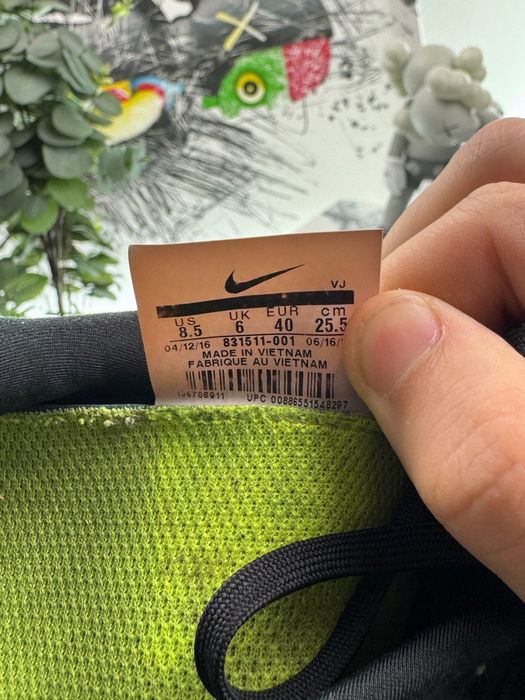 VJ
US UK EUR cm
8.5 6 40 25.5
04/12/16 831511-001 06/16/
MADE IN VIETNAM
FABRIQUE AU VIETNAM
UPC 00886551548297